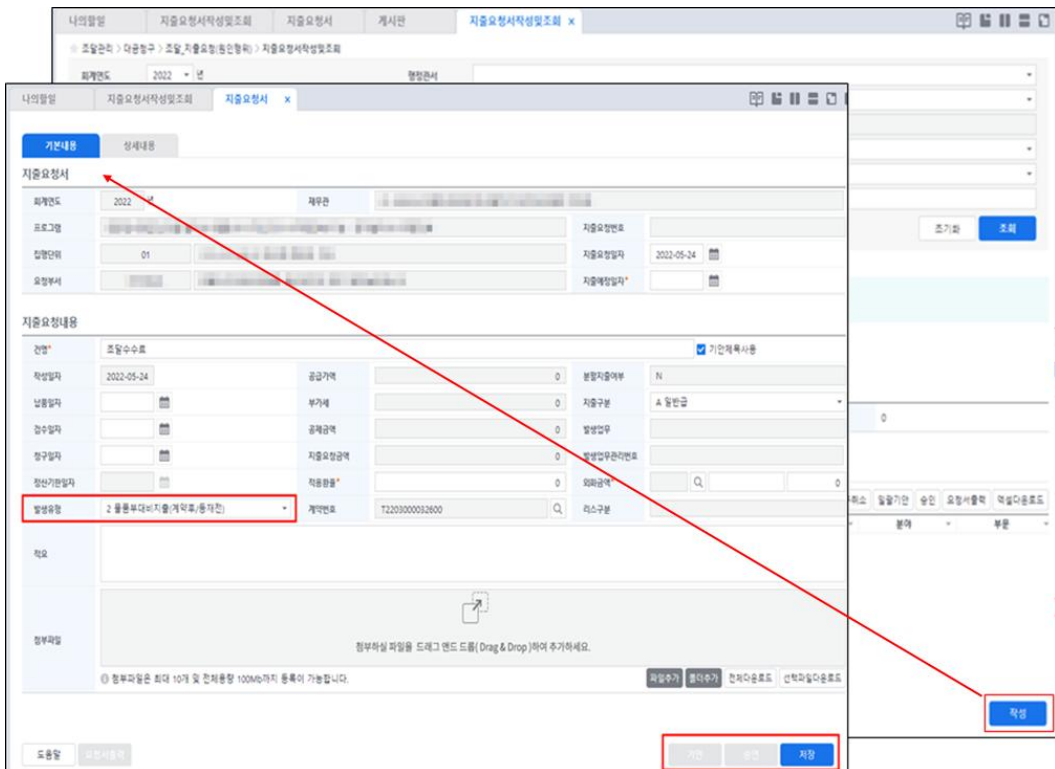 나의할일 지출요청서작성및조회 지출요청서 게시판 지출요청서작성및조회 ×
조달관리 > 대금청구 > 조달_지출요청(원인행위) > 지출요청서작성및조회
회계연도 2022 년 행정관서
나의할일 지출요청서작성및조회 지출요청서 ×
기본내용 상세내용
지출요청서
회계연도 2022 년 재무관
프로그램 지출요청번호
집행단위 01 지출요청일자 2022-05-24
요청부서 지출예정일자*
초기화 조회
지출요청내용
건명* 조달수수료 기안제목사용
작성일자 2022-05-24 공급가액 0 분할지출여부 N
납품일자 부가세 0 지출구분 A 일반급
검수일자 공제금액 0 발생업무
청구일자 지출요청금액 0 발생업무관리번호
정산기한일자 적용환율* 0 외화금액* 0
발생유형 2 물품부대비지출(계약후/등재전) 계약번호 T2203000032600 리스구분
0
취소 일괄기안 승인 요청서출력 엑셀다운로드
분야 부문
적요
첨부파일
첨부하실 파일을 드래그 앤드 드롭( Drag & Drop )하여 추가하세요.
첨부파일은 최대 10개 및 전체용량 100Mb까지 등록이 가능합니다.
파일추가 폴더추가 전체다운로드 선택파일다운로드
작성
도움말 요청서출력 기안 승인 저장